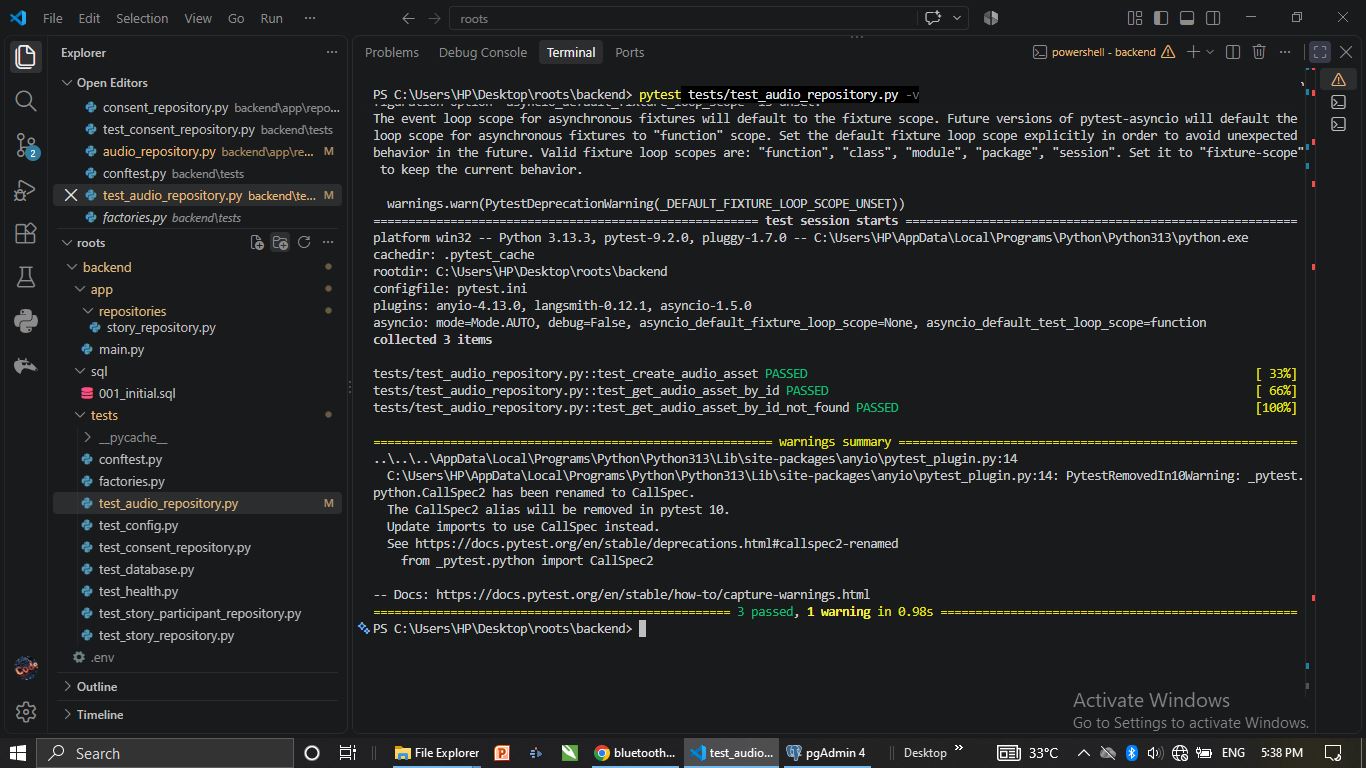 File Edit Selection View Go Run ···
roots
Explorer
Open Editors
consent_repository.py backend\app\repo...
test_consent_repository.py backend\tests
audio_repository.py backend\app\re... M
conftest.py backend\tests
test_audio_repository.py backend\te... M
factories.py backend\tests
roots
backend
app
repositories
story_repository.py
main.py
sql
001_initial.sql
tests
__pycache__
conftest.py
factories.py
test_audio_repository.py M
test_config.py
test_consent_repository.py
test_database.py
test_health.py
test_story_participant_repository.py
test_story_repository.py
.env
Outline
Timeline
2
Problems Debug Console Terminal Ports
powershell - backend
PS C:\Users\HP\Desktop\roots\backend> pytest tests/test_audio_repository.py -v
figuration option "asyncio_default_fixture_loop_scope" is unset.
The event loop scope for asynchronous fixtures will default to the fixture scope. Future versions of pytest-asyncio will default the
loop scope for asynchronous fixtures to "function" scope. Set the default fixture loop scope explicitly in order to avoid unexpected
behavior in the future. Valid fixture loop scopes are: "function", "class", "module", "package", "session". Set it to "fixture-scope"
to keep the current behavior.
warnings.warn(PytestDeprecationWarning(_DEFAULT_FIXTURE_LOOP_SCOPE_UNSET))
test session starts
platform win32 -- Python 3.13.3, pytest-9.2.0, pluggy-1.7.0 -- C:\Users\HP\AppData\Local\Programs\Python\Python313\python.exe
cachedir: .pytest_cache
rootdir: C:\Users\HP\Desktop\roots\backend
configfile: pytest.ini
plugins: anyio-4.13.0, langsmith-0.12.1, asyncio-1.5.0
asyncio: mode=Mode.AUTO, debug=False, asyncio_default_fixture_loop_scope=None, asyncio_default_test_loop_scope=function
collected 3 items
tests/test_audio_repository.py::test_create_audio_asset PASSED [ 33%]
tests/test_audio_repository.py::test_get_audio_asset_by_id PASSED [ 66%]
tests/test_audio_repository.py::test_get_audio_asset_by_id_not_found PASSED [100%]
warnings summary
..\..\..\AppData\Local\Programs\Python\Python313\Lib\site-packages\anyio\pytest_plugin.py:14
C:\Users\HP\AppData\Local\Programs\Python\Python313\Lib\site-packages\anyio\pytest_plugin.py:14: PytestRemovedIn10Warning: _pytest.
python.CallSpec2 has been renamed to CallSpec.
The CallSpec2 alias will be removed in pytest 10.
Update imports to use CallSpec instead.
See https://docs.pytest.org/en/stable/deprecations.html#callspec2-renamed
from _pytest.python import CallSpec2
-- Docs: https://docs.pytest.org/en/stable/how-to/capture-warnings.html
3 passed, 1 warning in 0.98s
PS C:\Users\HP\Desktop\roots\backend>
Activate Windows
Go to Settings to activate Windows.
Search
File Explorer
bluetooth...
test_audio...
pgAdmin 4
Desktop
33°C
ENG
5:38 PM